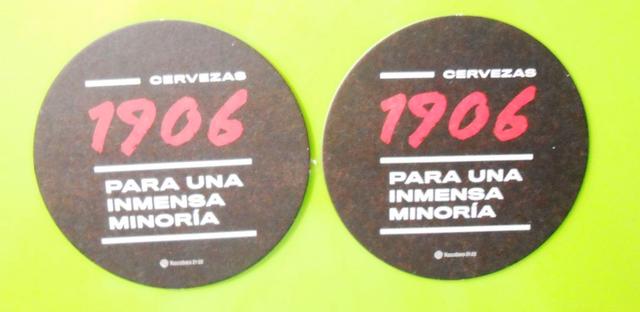 CERVEZAS
1906
PARA UNA
INMENSA
MINORÍA
CERVEZAS
1906
PARA UNA
INMENSA
MINORÍA